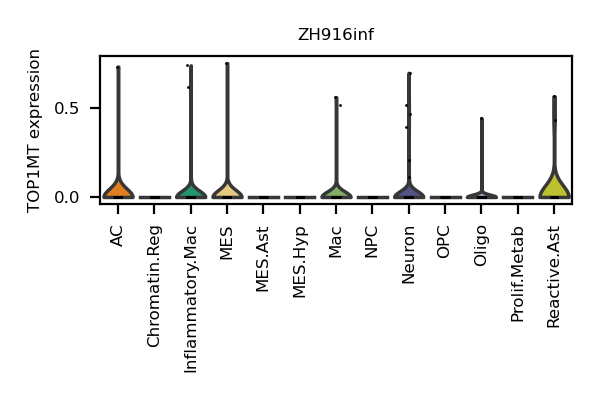 ZH916inf
TOP1MT expression
0.5
0.0
AC
Chromatin.Reg
Inflammatory.Mac
MES
MES.Ast
MES.Hyp
Mac
NPC
Neuron
OPC
Oligo
Prolif.Metab
Reactive.Ast